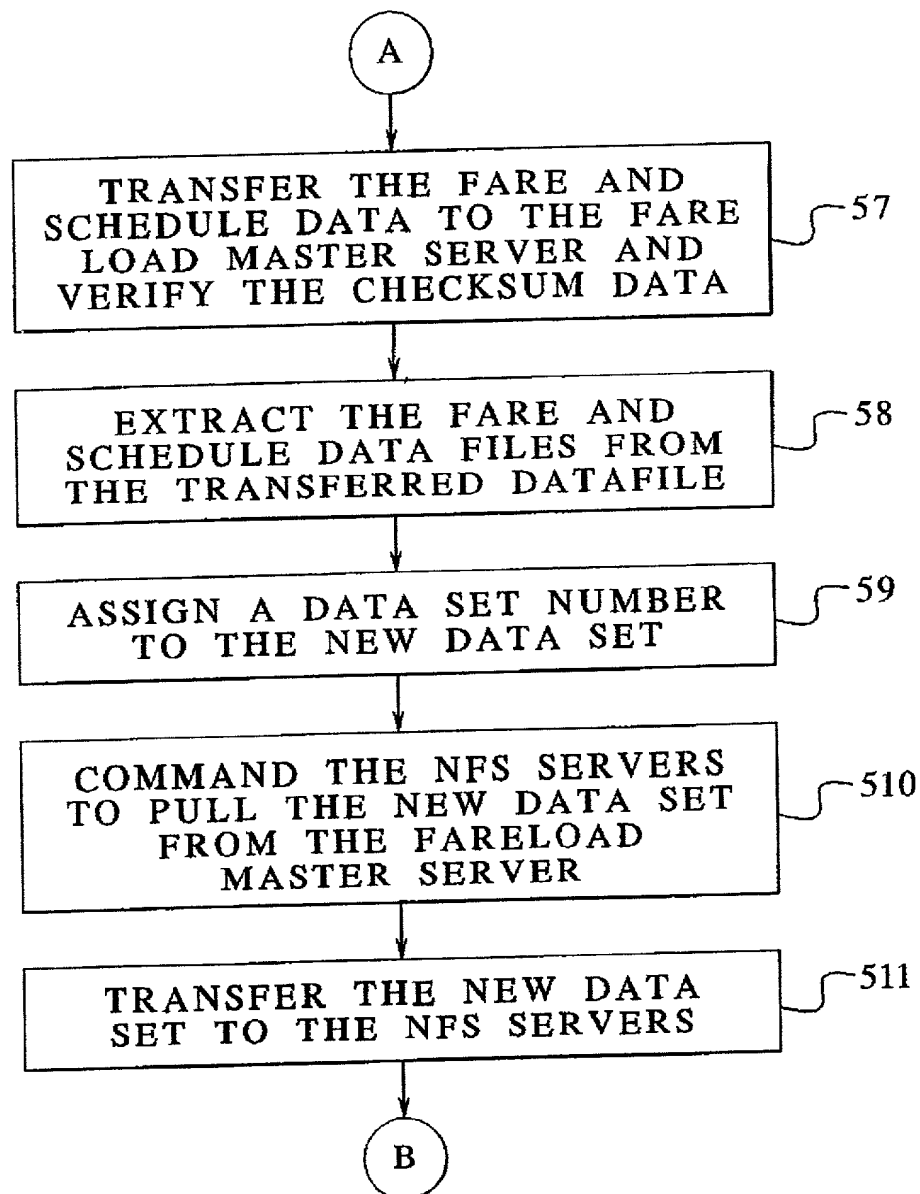 A
TRANSFER THE FARE AND
SCHEDULE DATA TO THE FARE
LOAD MASTER SERVER AND
VERIFY THE CHECKSUM DATA
57
EXTRACT THE FARE AND
SCHEDULE DATA FILES FROM
THE TRANSFERRED DATAFILE
58
ASSIGN A DATA SET NUMBER
TO THE NEW DATA SET
59
COMMAND THE NFS SERVERS
TO PULL THE NEW DATA SET
FROM THE FARELOAD
MASTER SERVER
510
TRANSFER THE NEW DATA
SET TO THE NFS SERVERS
511
B